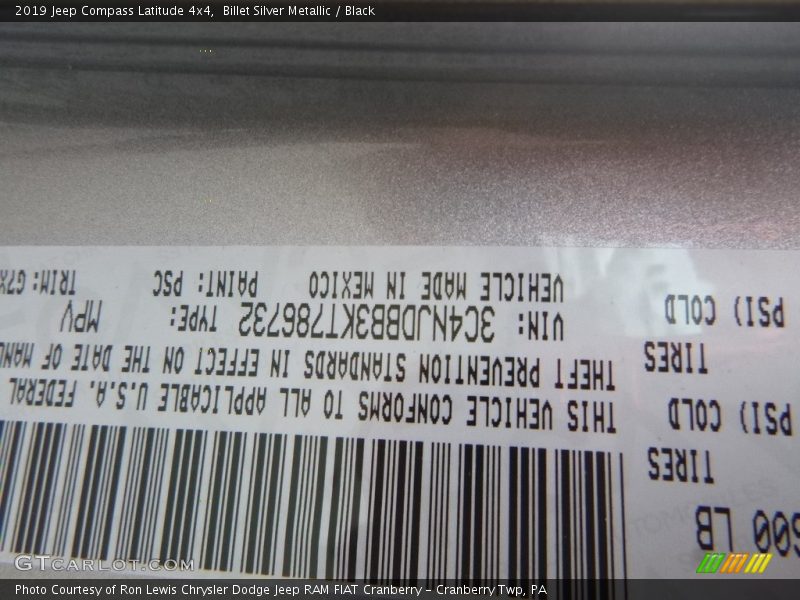 2019 Jeep Compass Latitude 4x4,  Billet Silver Metallic / Black
600 LB
TIRES
PSI) COLD
TIRES
PSI) COLD
THIS VEHICLE CONFORMS TO ALL APPLICABLE U.S.A. FEDERAL
THEFT PREVENTION STANDARDS IN EFFECT ON THE DATE OF MANU
VIN: 3C4NJDBB3KT786732 TYPE: MPV
VEHICLE MADE IN MEXICO PAINT: PSC TRIM: G7X
GTCARLOT.COM
Photo Courtesy of Ron Lewis Chrysler Dodge Jeep RAM FIAT Cranberry – Cranberry Twp, PA